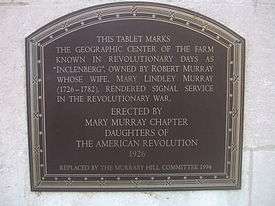 THIS TABLET MARKS
THE GEOGRAPHIC CENTER OF THE FARM
KNOWN IN REVOLUTIONARY DAYS AS
"INCLENBERG", OWNED BY ROBERT MURRAY
WHOSE WIFE, MARY LINDLEY MURRAY
(1726-1782), RENDERED SIGNAL SERVICE
IN THE REVOLUTIONARY WAR.
ERECTED BY
MARY MURRAY CHAPTER
DAUGHTERS OF
THE AMERICAN REVOLUTION
1926
REPLACED BY THE MURRAY HILL COMMITTEE 1994